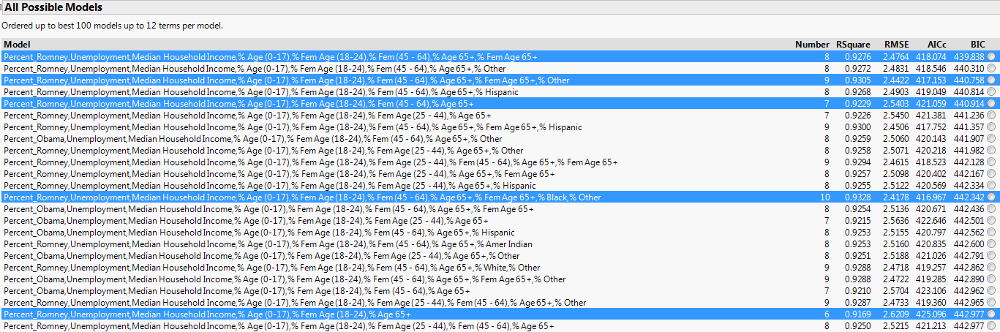 All Possible Models
Ordered up to best 100 models up to 12 terms per model.
Model Number RSquare RMSE AICc BIC
Percent_Romney,Unemployment,Median Household Income,% Age (0-17),% Fem Age (18-24),% Fem (45 - 64),% Age 65+,% Fem Age 65+ 8 0.9276 2.4764 418.074 439.838
Percent_Romney,Unemployment,Median Household Income,% Age (0-17),% Fem Age (18-24),% Fem (45 - 64),% Age 65+,% Other 8 0.9272 2.4831 418.546 440.310
Percent_Romney,Unemployment,Median Household Income,% Age (0-17),% Fem Age (18-24),% Fem (45 - 64),% Age 65+,% Fem Age 65+,% Other 9 0.9305 2.4422 417.153 440.758
Percent_Romney,Unemployment,Median Household Income,% Age (0-17),% Fem Age (18-24),% Fem (45 - 64),% Age 65+,% Hispanic 8 0.9268 2.4903 419.049 440.814
Percent_Romney,Unemployment,Median Household Income,% Age (0-17),% Fem Age (18-24),% Fem (45 - 64),% Age 65+ 7 0.9229 2.5403 421.059 440.914
Percent_Romney,Unemployment,Median Household Income,% Age (0-17),% Fem Age (18-24),% Fem Age (25 - 44),% Age 65+ 7 0.9226 2.5450 421.381 441.236
Percent_Romney,Unemployment,Median Household Income,% Age (0-17),% Fem Age (18-24),% Fem (45 - 64),% Age 65+,% Fem Age 65+,% Hispanic 9 0.9300 2.4506 417.752 441.357
Percent_Obama,Unemployment,Median Household Income,% Age (0-17),% Fem Age (18-24),% Fem (45 - 64),% Age 65+,% Other 8 0.9259 2.5060 420.143 441.907
Percent_Romney,Unemployment,Median Household Income,% Age (0-17),% Fem Age (18-24),% Fem Age (25 - 44),% Age 65+,% Other 8 0.9258 2.5071 420.218 441.982
Percent_Romney,Unemployment,Median Household Income,% Age (0-17),% Fem Age (18-24),% Fem Age (25 - 44),% Fem (45 - 64),% Age 65+,% Fem Age 65+ 9 0.9294 2.4615 418.523 442.128
Percent_Romney,Unemployment,Median Household Income,% Age (0-17),% Fem Age (18-24),% Fem Age (25 - 44),% Age 65+,% Fem Age 65+ 8 0.9257 2.5098 420.402 442.167
Percent_Romney,Unemployment,Median Household Income,% Age (0-17),% Fem Age (18-24),% Fem Age (25 - 44),% Age 65+,% Hispanic 8 0.9255 2.5122 420.569 442.334
Percent_Romney,Unemployment,Median Household Income,% Age (0-17),% Fem Age (18-24),% Fem (45 - 64),% Age 65+,% Fem Age 65+,% Black,% Other 10 0.9328 2.4178 416.967 442.342
Percent_Obama,Unemployment,Median Household Income,% Age (0-17),% Fem Age (18-24),% Fem (45 - 64),% Age 65+,% Fem Age 65+ 8 0.9254 2.5136 420.671 442.436
Percent_Obama,Unemployment,Median Household Income,% Age (0-17),% Fem Age (18-24),% Fem Age (25 - 44),% Age 65+ 7 0.9215 2.5636 422.646 442.501
Percent_Obama,Unemployment,Median Household Income,% Age (0-17),% Fem Age (18-24),% Fem (45 - 64),% Age 65+,% Hispanic 8 0.9253 2.5155 420.797 442.562
Percent_Romney,Unemployment,Median Household Income,% Age (0-17),% Fem Age (18-24),% Fem (45 - 64),% Age 65+,% Amer Indian 8 0.9253 2.5160 420.835 442.600
Percent_Obama,Unemployment,Median Household Income,% Age (0-17),% Fem Age (18-24),% Fem Age (25 - 44),% Age 65+,% Other 8 0.9251 2.5188 421.026 442.791
Percent_Romney,Unemployment,Median Household Income,% Age (0-17),% Fem Age (18-24),% Fem (45 - 64),% Age 65+,% White,% Other 9 0.9288 2.4718 419.257 442.862
Percent_Obama,Unemployment,Median Household Income,% Age (0-17),% Fem Age (18-24),% Fem (45 - 64),% Age 65+,% Fem Age 65+,% Other 9 0.9288 2.4722 419.285 442.890
Percent_Obama,Unemployment,Median Household Income,% Age (0-17),% Fem Age (18-24),% Fem (45 - 64),% Age 65+ 7 0.9210 2.5704 423.106 442.962
Percent_Romney,Unemployment,Median Household Income,% Age (0-17),% Fem Age (18-24),% Fem Age (25 - 44),% Fem (45 - 64),% Age 65+,% Other 9 0.9287 2.4733 419.360 442.965
Percent_Romney,Unemployment,Median Household Income,% Age (0-17),% Fem Age (18-24),% Age 65+ 6 0.9169 2.6209 425.096 442.977
Percent_Romney,Unemployment,Median Household Income,% Age (0-17),% Fem Age (18-24),% Fem Age (25 - 44),% Fem (45 - 64),% Age 65+ 8 0.9250 2.5215 421.213 442.977